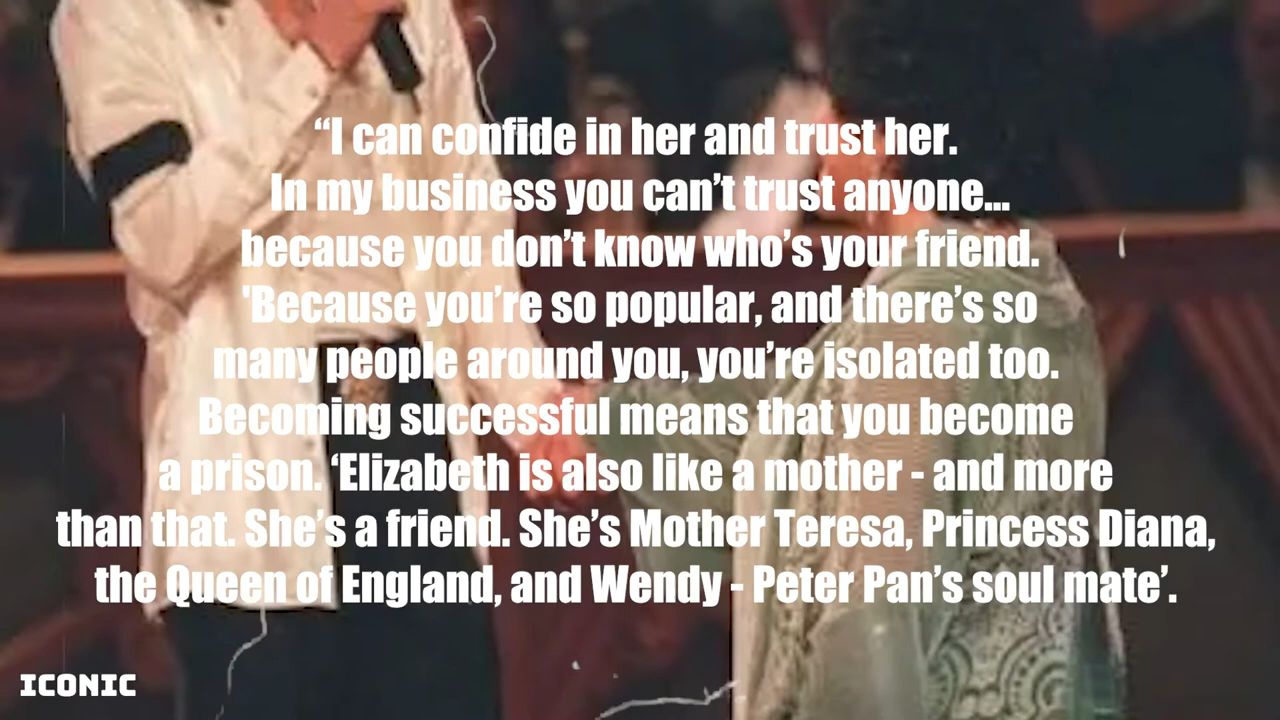 “I can confide in her and trust her.
In my business you can’t trust anyone...
because you don’t know who’s your friend.
'Because you’re so popular, and there’s so
many people around you, you’re isolated too.
Becoming successful means that you become
a prison. ‘Elizabeth is also like a mother - and more
than that. She’s a friend. She’s Mother Teresa, Princess Diana,
the Queen of England, and Wendy - Peter Pan’s soul mate’.
ICONIC